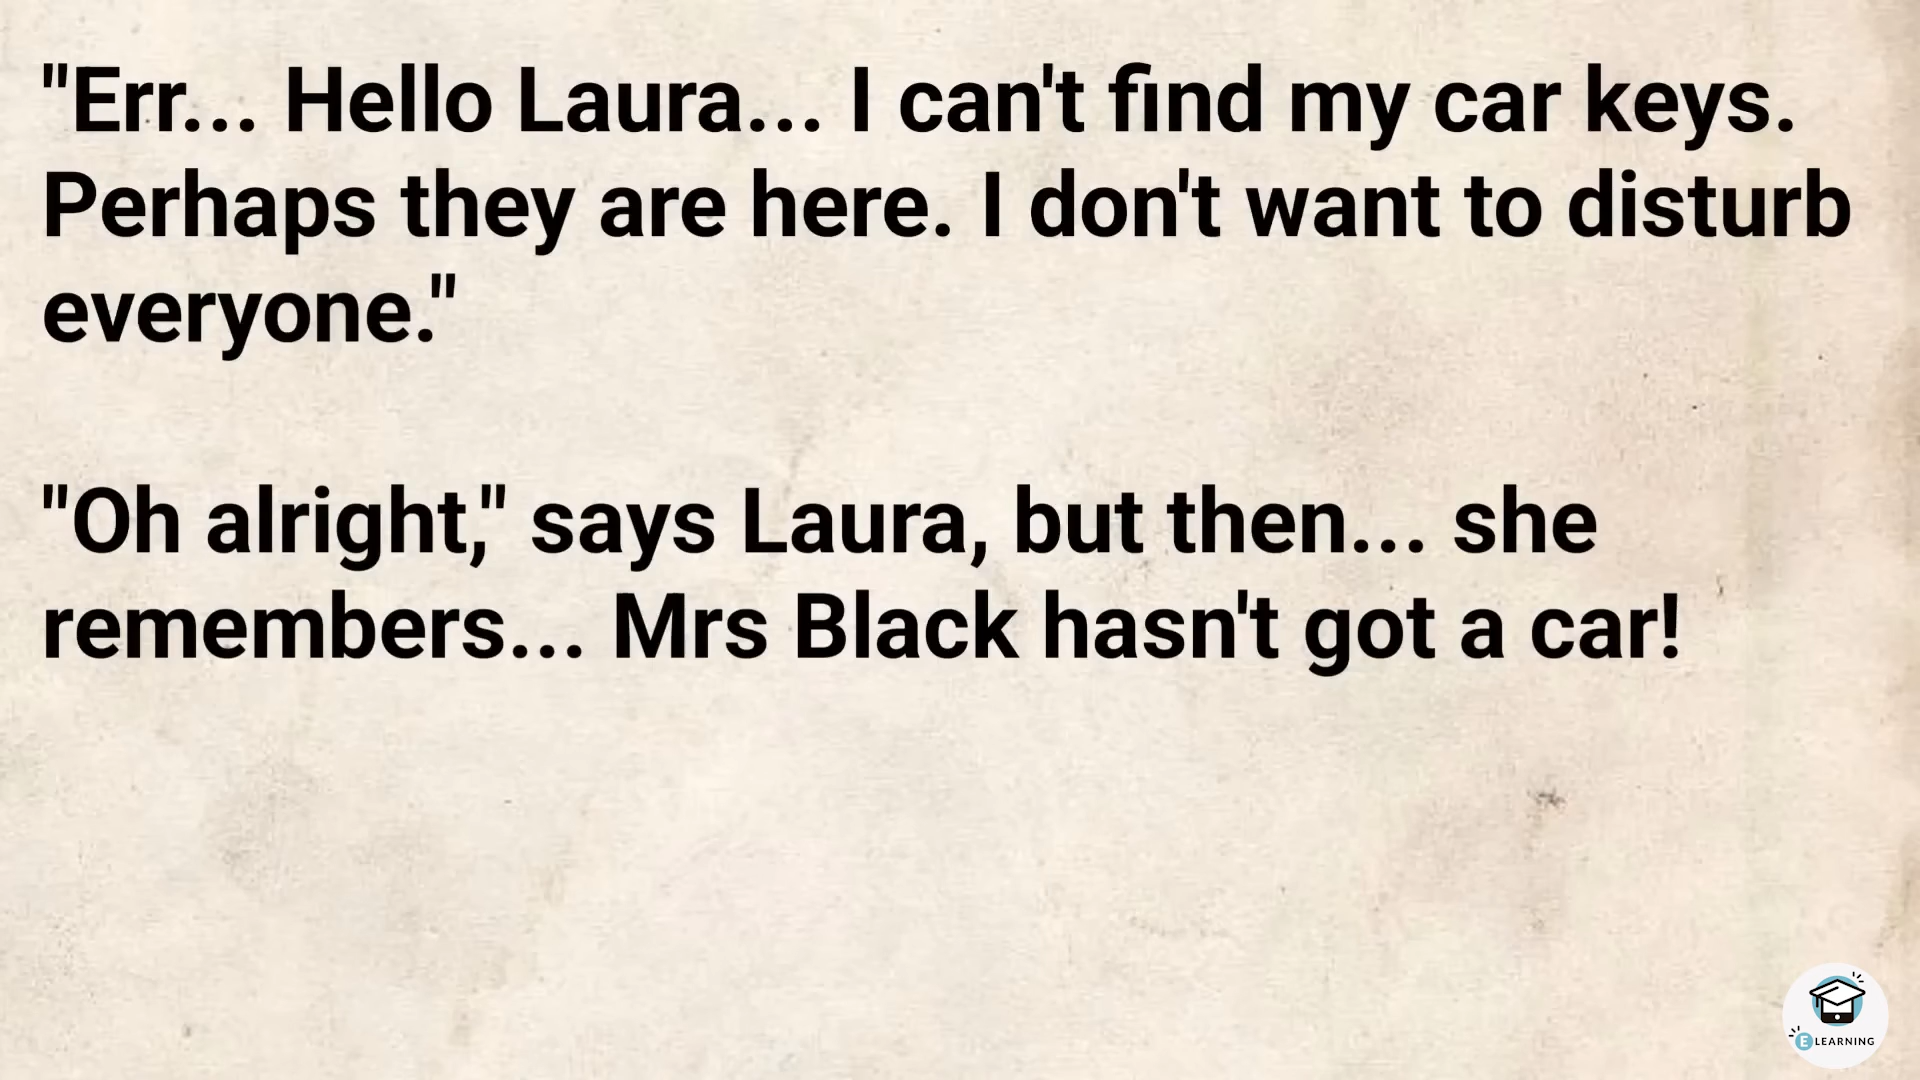 "Err... Hello Laura... I can't find my car keys.
Perhaps they are here. I don't want to disturb
everyone."
"Oh alright," says Laura, but then... she
remembers... Mrs Black hasn't got a car!
E LEARNING